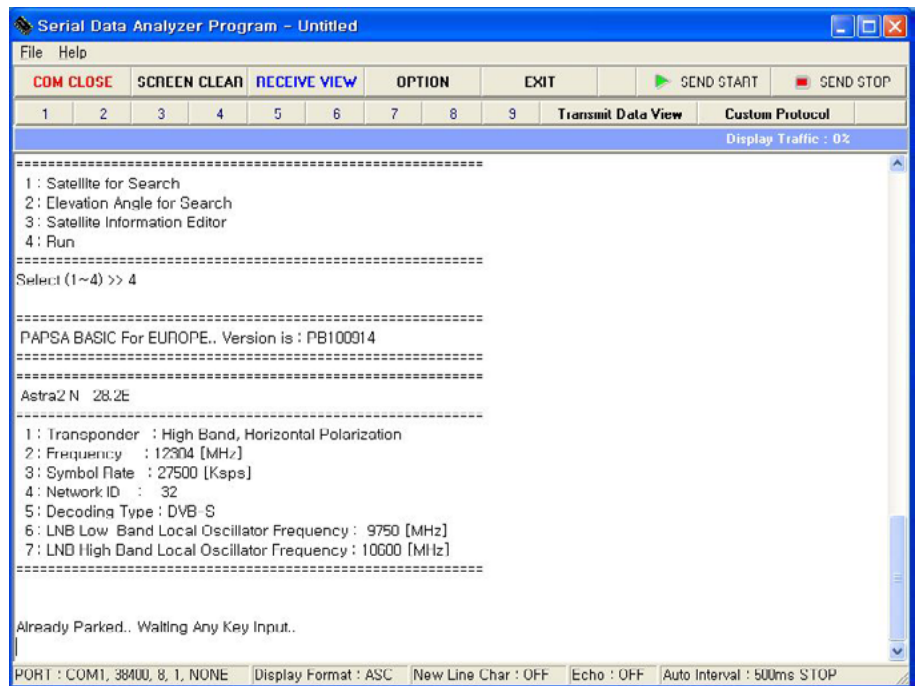 Serial Data Analyzer Program - Untitled
File Help
COM CLOSE SCREEN CLEAR RECEIVE VIEW OPTION EXIT SEND START SEND STOP
1 2 3 4 5 6 7 8 9 Transmit Data View Custom Protocol
Display Traffic : 0%
============================================================
1 : Satellite for Search
2 : Elevation Angle for Search
3 : Satellite Information Editor
4 : Run
============================================================
Select (1~4) >> 4
============================================================
PAPSA BASIC For EUROPE.. Version is : PB100914
============================================================
============================================================
Astra2 N 28.2E
------------------------------------------------------------
1 : Transponder : High Band, Horizontal Polarization
2 : Frequency : 12304 [MHz]
3 : Symbol Rate : 27500 [Ksps]
4 : Network ID : 32
5 : Decoding Type : DVB-S
6 : LNB Low Band Local Oscillator Frequency : 9750 [MHz]
7 : LNB High Band Local Oscillator Frequency : 10600 [MHz]
============================================================
Already Parked.. Waiting Any Key Input..
PORT : COM1, 38400, 8, 1, NONE Display Format : ASC New Line Char : OFF Echo : OFF Auto Interval : 500ms STOP